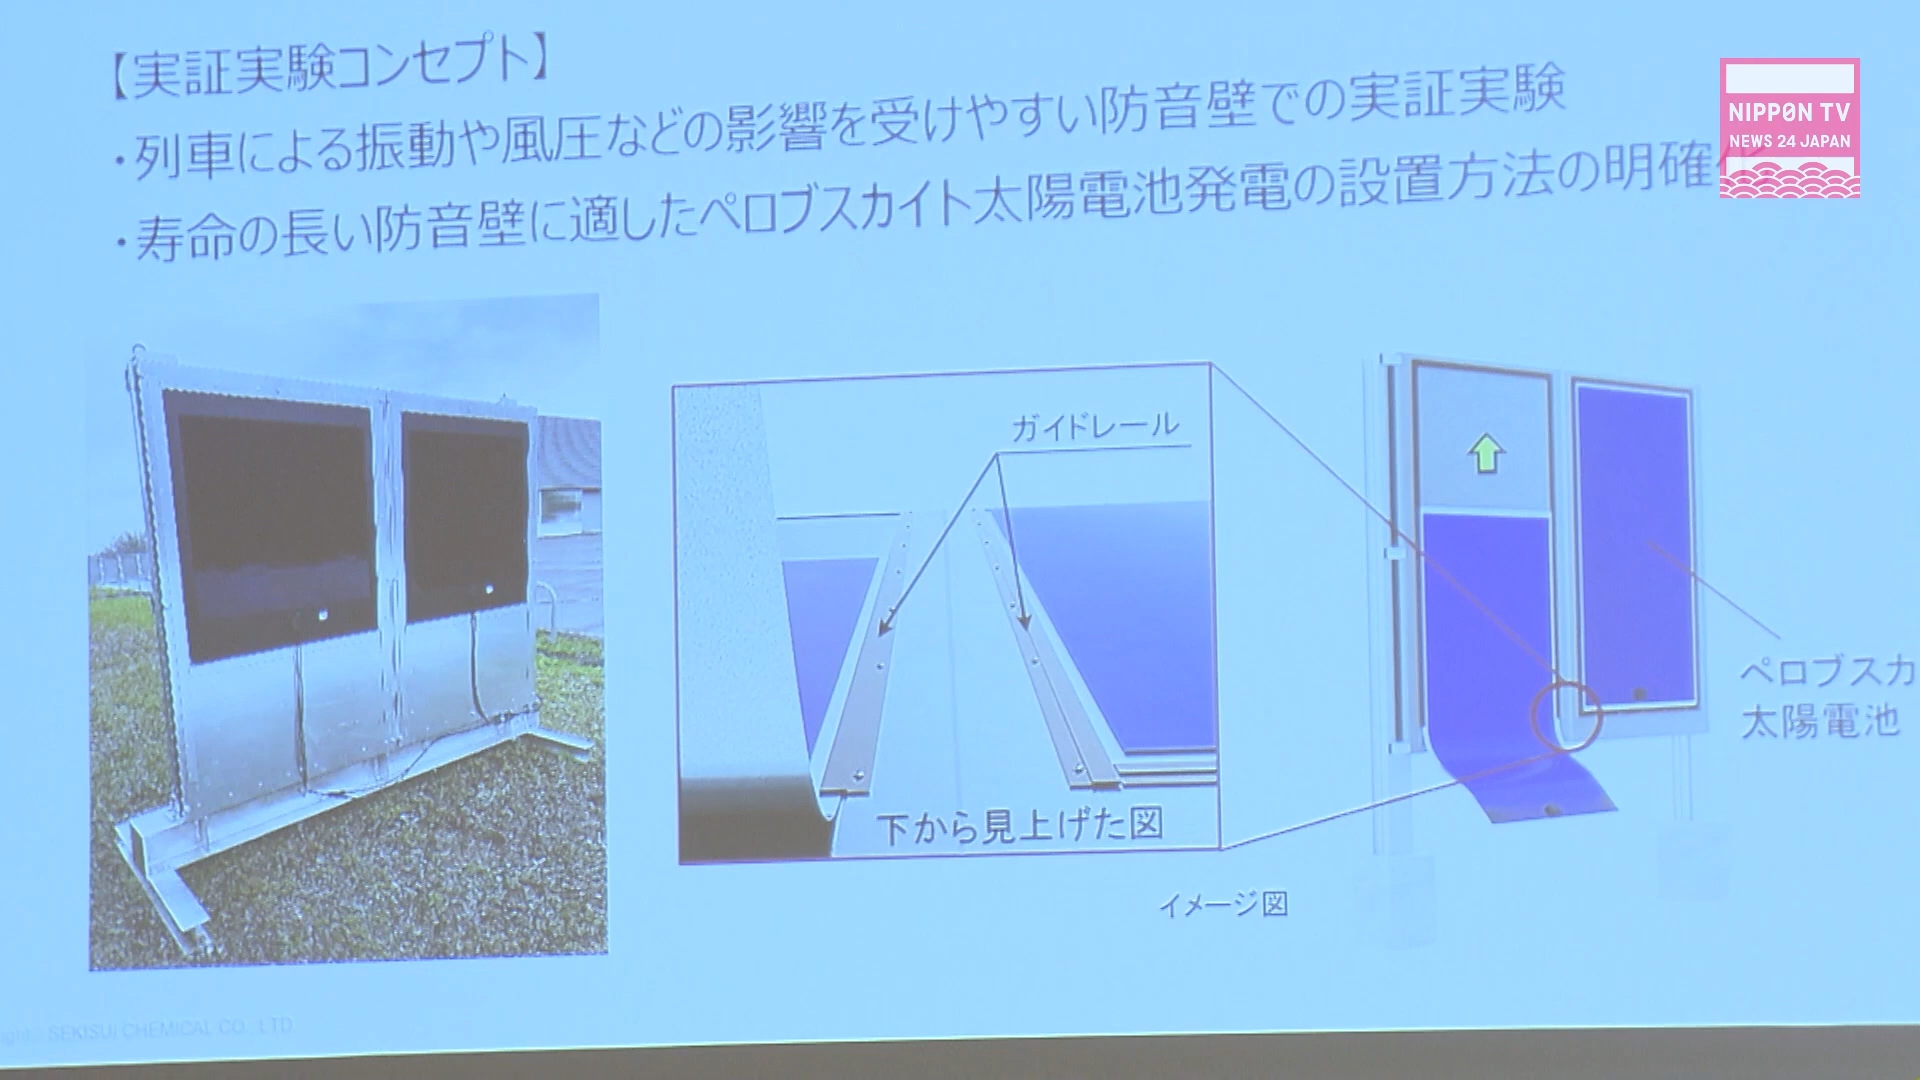 【実証実験コンセプト】
・列車による振動や風圧などの影響を受けやすい防音壁での実証実験
・寿命の長い防音壁に適したペロブスカイト太陽電池発電の設置方法の明確
NIPPON TV
NEWS 24 JAPAN
ガイドレール
下から見上げた図
ペロブスカ
太陽電池
イメージ図
SEKISUI CHEMICAL CO., LTD.